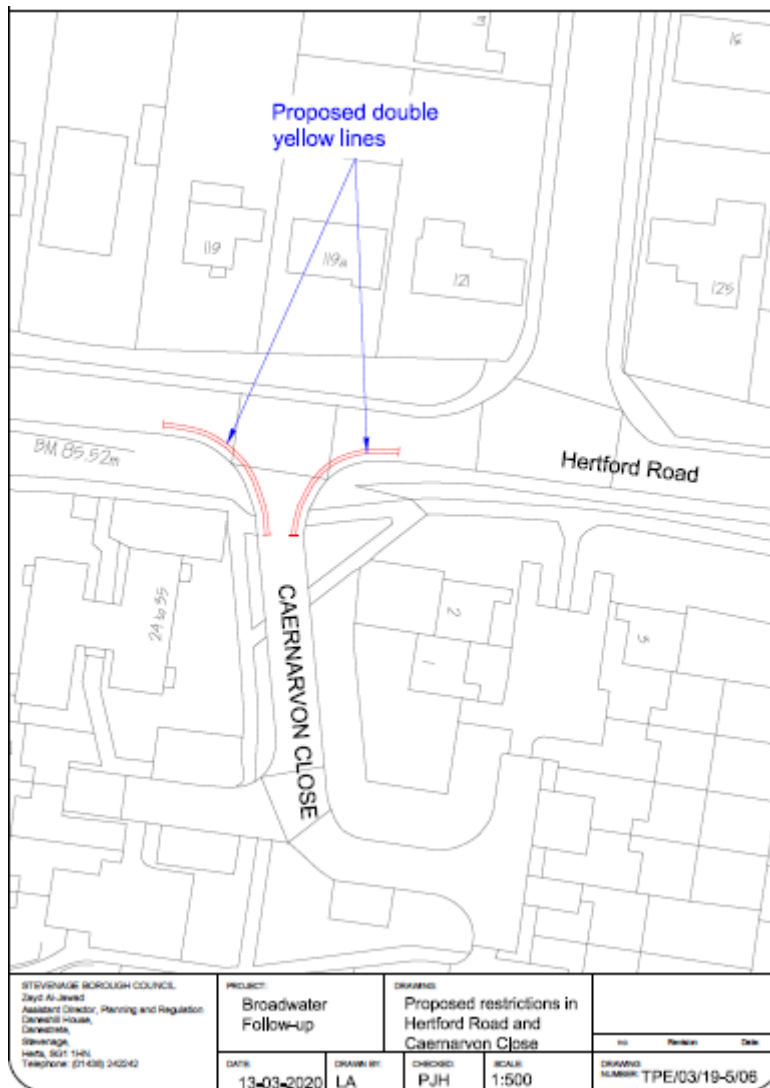 16
Proposed double
yellow lines
119
119a
121
125
BM 85.52m
Hertford Road
24 to 35
CAERNARVON CLOSE
2
1
STEVENAGE BOROUGH COUNCIL
Zayd Al-Jawad
Assistant Director, Planning and Regulation
Daneshill House,
Danestrete,
Stevenage,
Herts, SG1 1HN.
Telephone: (01438) 242242
PROJECT:
Broadwater
Follow-up
DRAWING:
Proposed restrictions in
Hertford Road and
Caernarvon Close
no. Revision Date
DATE:
13-03-2020
DRAWN BY:
LA
CHECKED:
PJH
SCALE:
1:500
DRAWING
NUMBER: TPE/03/19-5/06